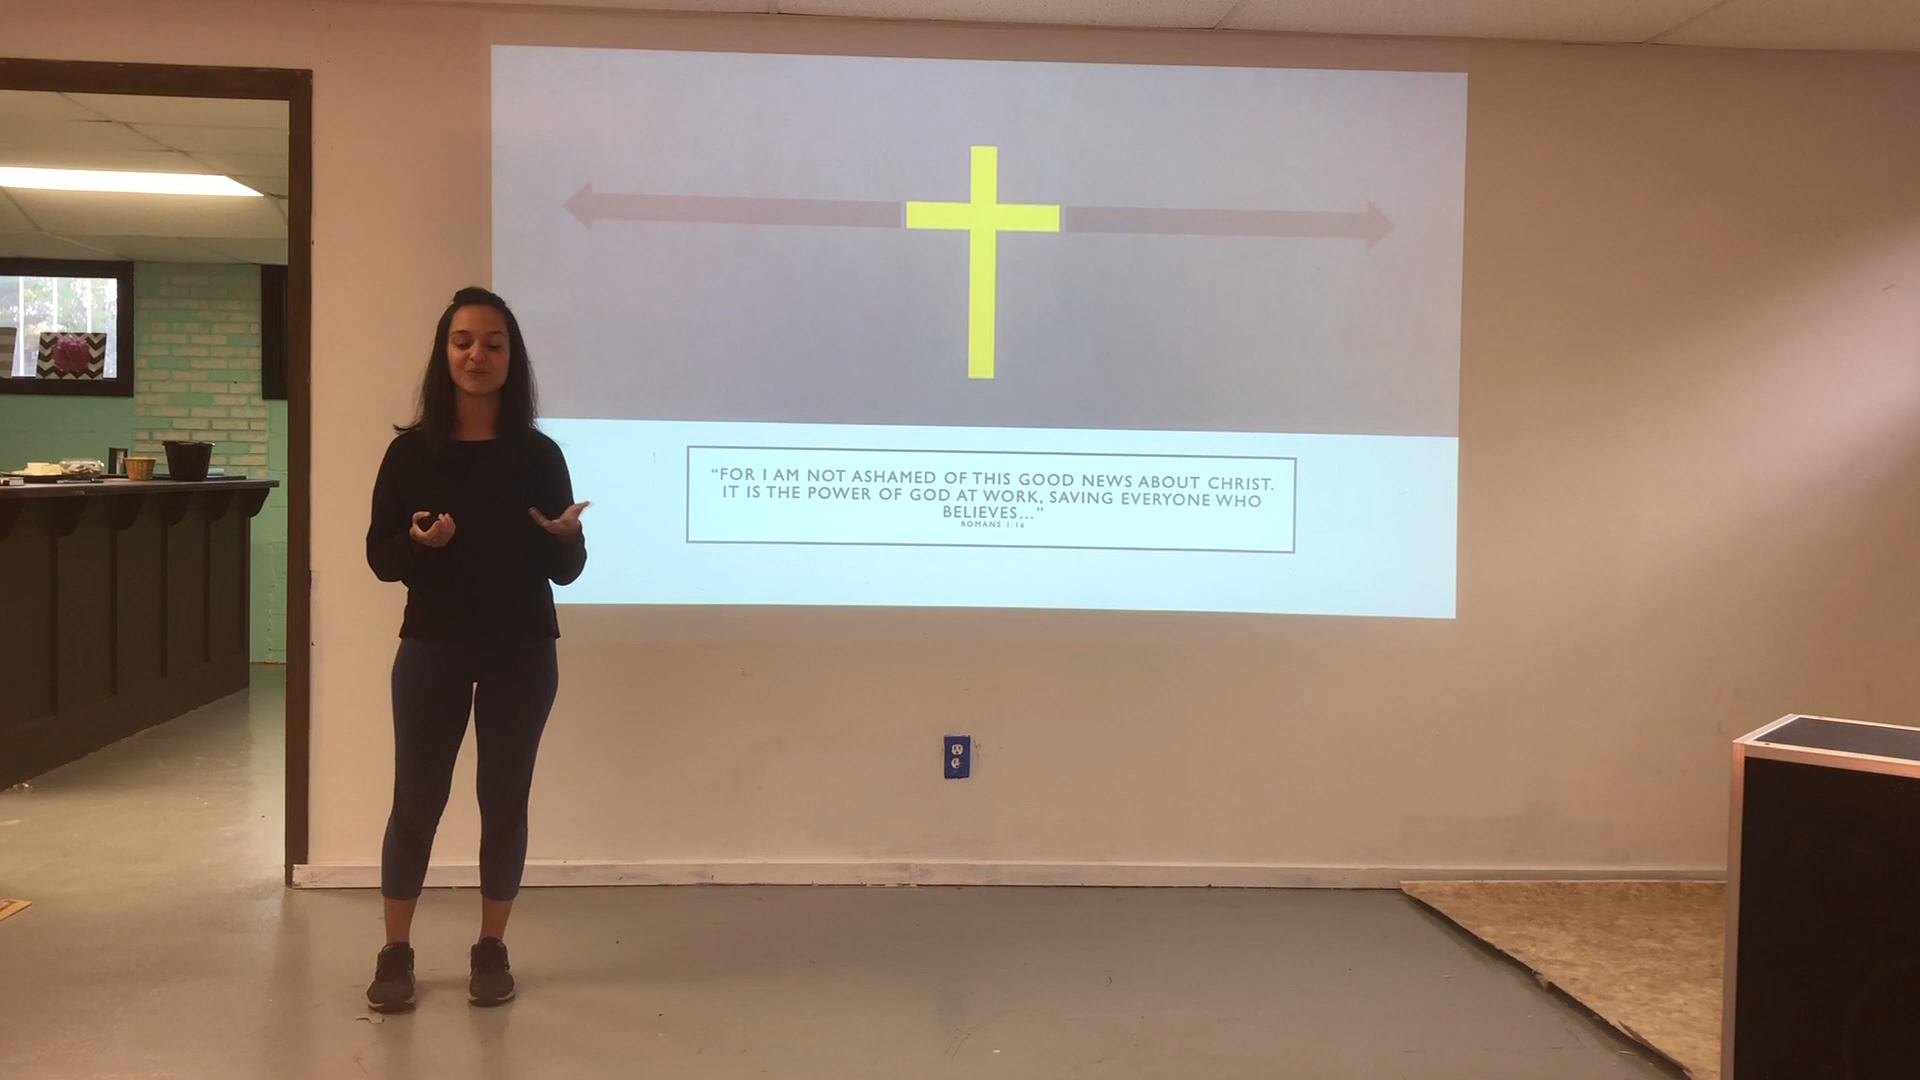 “FOR I AM NOT ASHAMED OF THIS GOOD NEWS ABOUT CHRIST.
IT IS THE POWER OF GOD AT WORK, SAVING EVERYONE WHO
BELIEVES...”
ROMANS 1:16